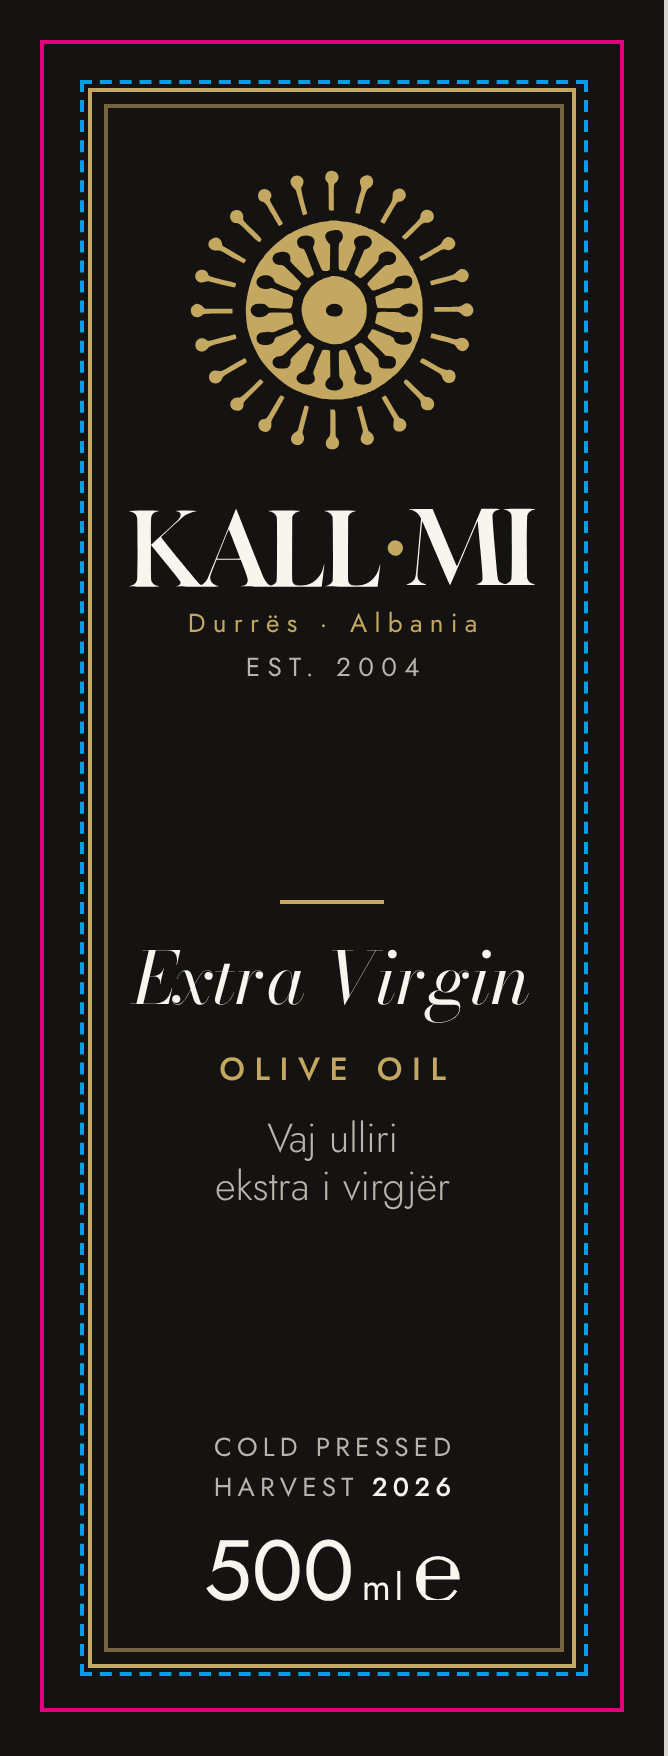 KALL·MI
Durrës · Albania
EST. 2004
Extra Virgin
OLIVE OIL
Vaj ulliri
ekstra i virgjër
COLD PRESSED
HARVEST 2026
500 ml ℮